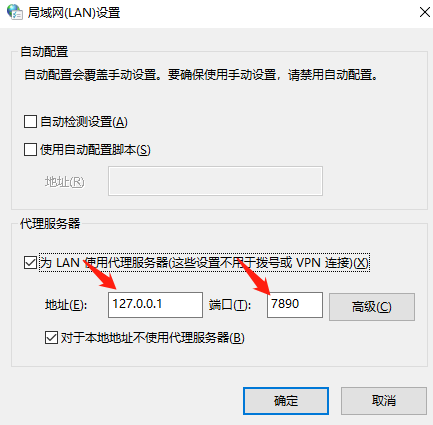 局域网(LAN)设置
自动配置
自动配置会覆盖手动设置。要确保使用手动设置，请禁用自动配置。
自动检测设置(A)
使用自动配置脚本(S)
地址(R)
代理服务器
为 LAN 使用代理服务器(这些设置不用于拨号或 VPN 连接)(X)
地址(E): 127.0.0.1 端口(T): 7890 高级(C)
对于本地地址不使用代理服务器(B)
确定 取消